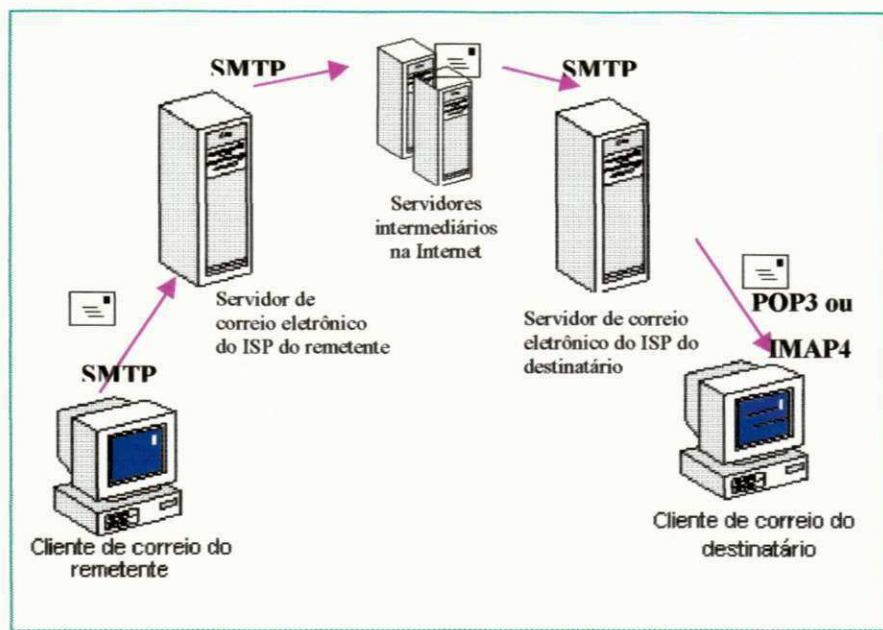 SMTP
SMTP
Servidores
intermediários
na Internet
Servidor de
correio eletrônico
do ISP do remetente
Servidor de correio
eletrônico do ISP do
destinatário
POP3 ou
IMAP4
SMTP
Cliente de correio do
remetente
Cliente de correio do
destinatário